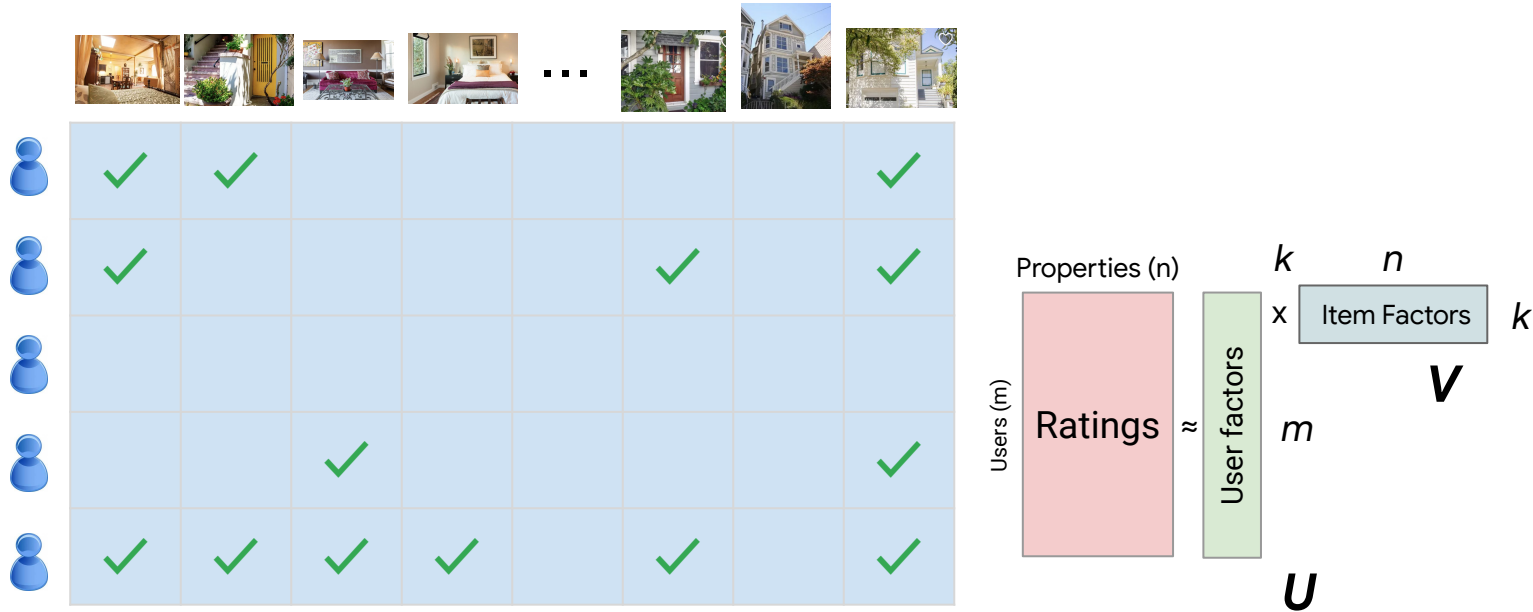 ...
Properties (n)
k
n
Users (m)
Ratings
≈
User factors
x
Item Factors
k
m
V
U